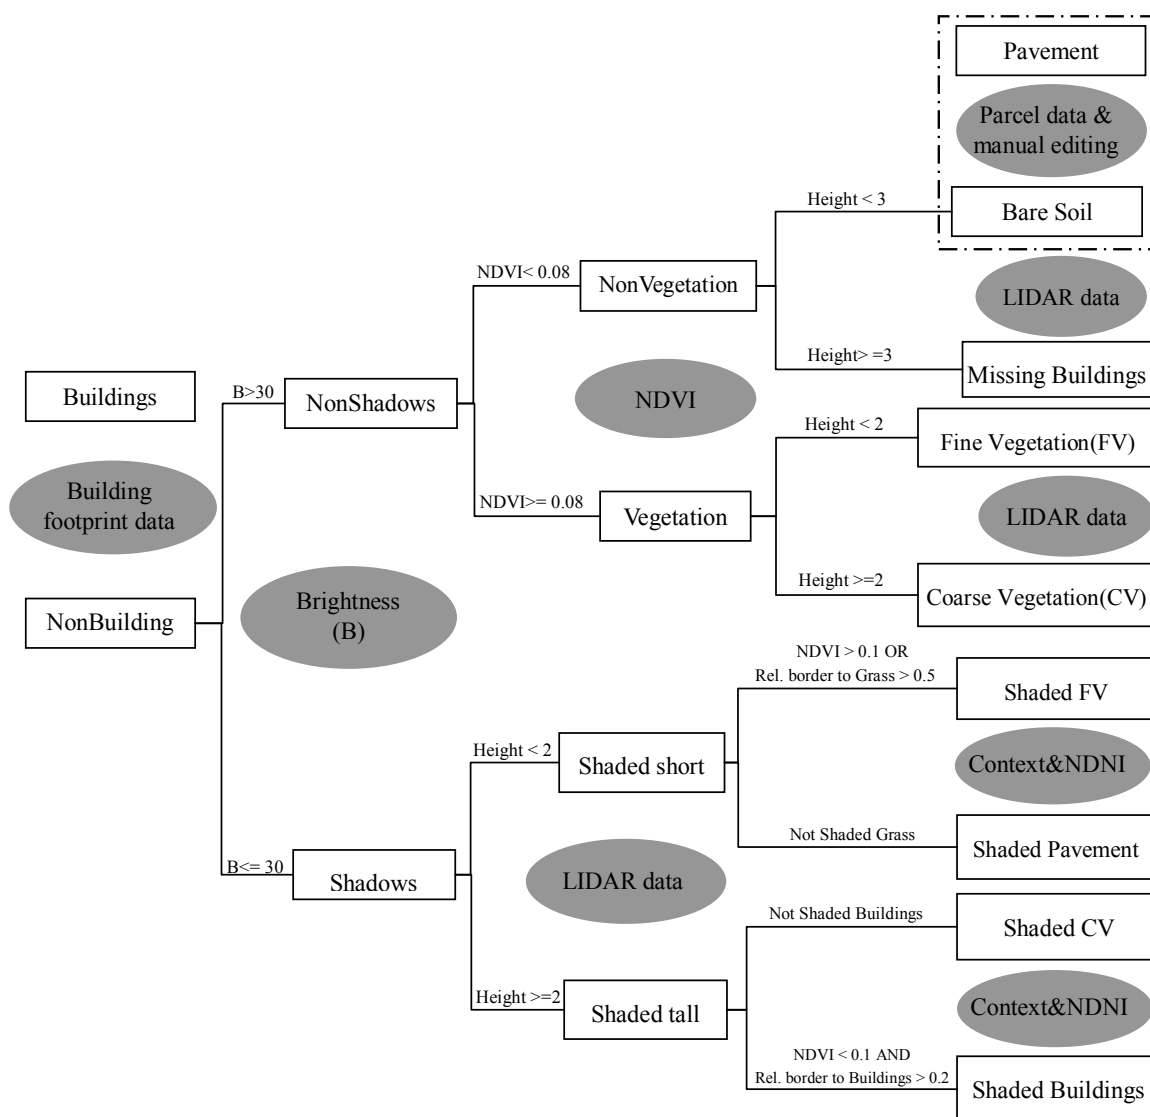 Pavement
Parcel data &
manual editing
Height < 3
Bare Soil
NDVI< 0.08
NonVegetation
LIDAR data
Height> =3
Missing Buildings
Buildings
B>30
NonShadows
NDVI
Height < 2
Fine Vegetation(FV)
Building
footprint data
NDVI>= 0.08
Vegetation
LIDAR data
Height >=2
Coarse Vegetation(CV)
NonBuilding
Brightness
(B)
NDVI > 0.1 OR
Rel. border to Grass > 0.5
Shaded FV
Height < 2
Shaded short
Context&NDNI
Not Shaded Grass
Shaded Pavement
B<= 30
Shadows
LIDAR data
Not Shaded Buildings
Shaded CV
Height >=2
Shaded tall
Context&NDNI
NDVI < 0.1 AND
Rel. border to Buildings > 0.2
Shaded Buildings